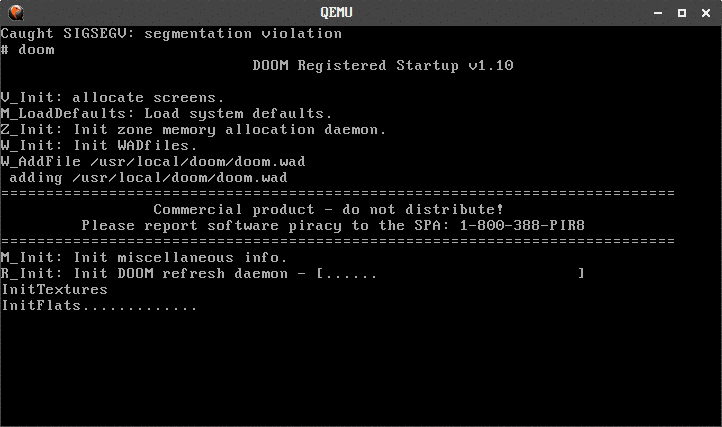 QEMU
Caught SIGSEGV: segmentation violation
# doom
DOOM Registered Startup v1.10
V_Init: allocate screens.
M_LoadDefaults: Load system defaults.
Z_Init: Init zone memory allocation daemon.
W_Init: Init WADfiles.
W_AddFile /usr/local/doom/doom.wad
adding /usr/local/doom/doom.wad
===========================================================================
Commercial product - do not distribute!
Please report software piracy to the SPA: 1-800-388-PIR8
===========================================================================
M_Init: Init miscellaneous info.
R_Init: Init DOOM refresh daemon - [......                      ]
InitTextures
InitFlats.............